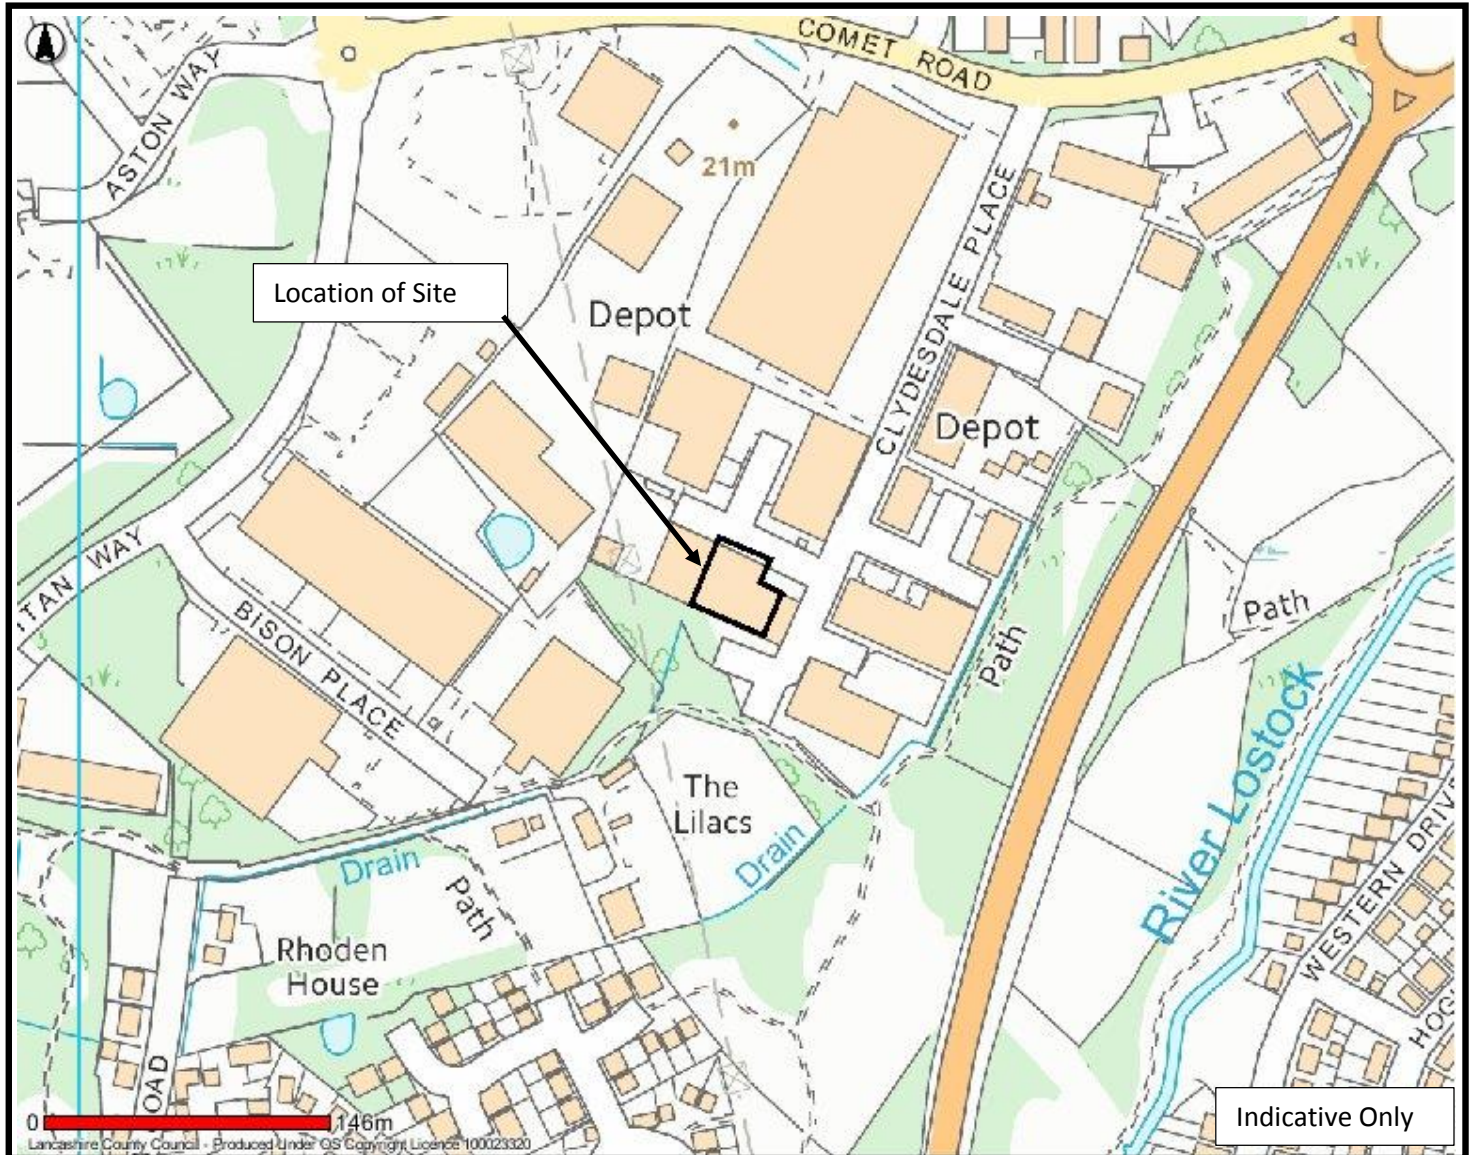 COMET ROAD
ASTON WAY
21m
Location of Site
Depot
CLYDESDALE PLACE
Depot
TAN WAY
BISON PLACE
Path
Path
River Lostock
The
Lilacs
Drain
Drain
Path
WESTERN DRIVE
Rhoden
House
HOG
OAD
0
146m
Indicative Only
Lancashire County Council - Produced Under OS Copyright Licence 100023320